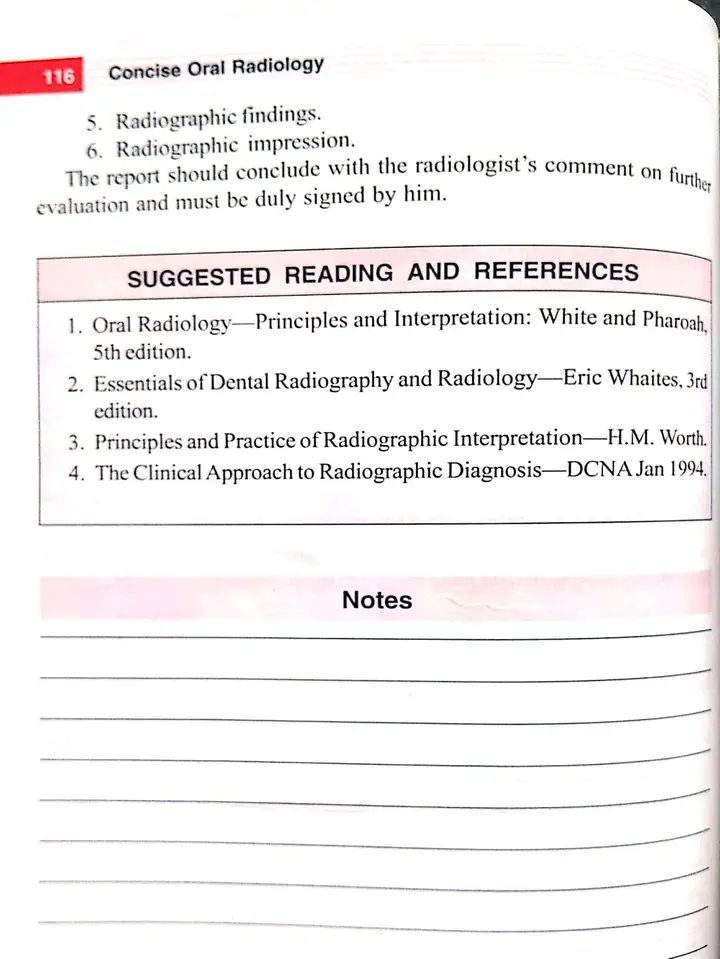 116 Concise Oral Radiology
5. Radiographic findings.
6. Radiographic impression.
The report should conclude with the radiologist's comment on further
evaluation and must be duly signed by him.
SUGGESTED READING AND REFERENCES
1. Oral Radiology—Principles and Interpretation: White and Pharoah,
5th edition.
2. Essentials of Dental Radiography and Radiology—Eric Whaites, 3rd
edition.
3. Principles and Practice of Radiographic Interpretation—H.M. Worth.
4. The Clinical Approach to Radiographic Diagnosis—DCNA Jan 1994.
Notes